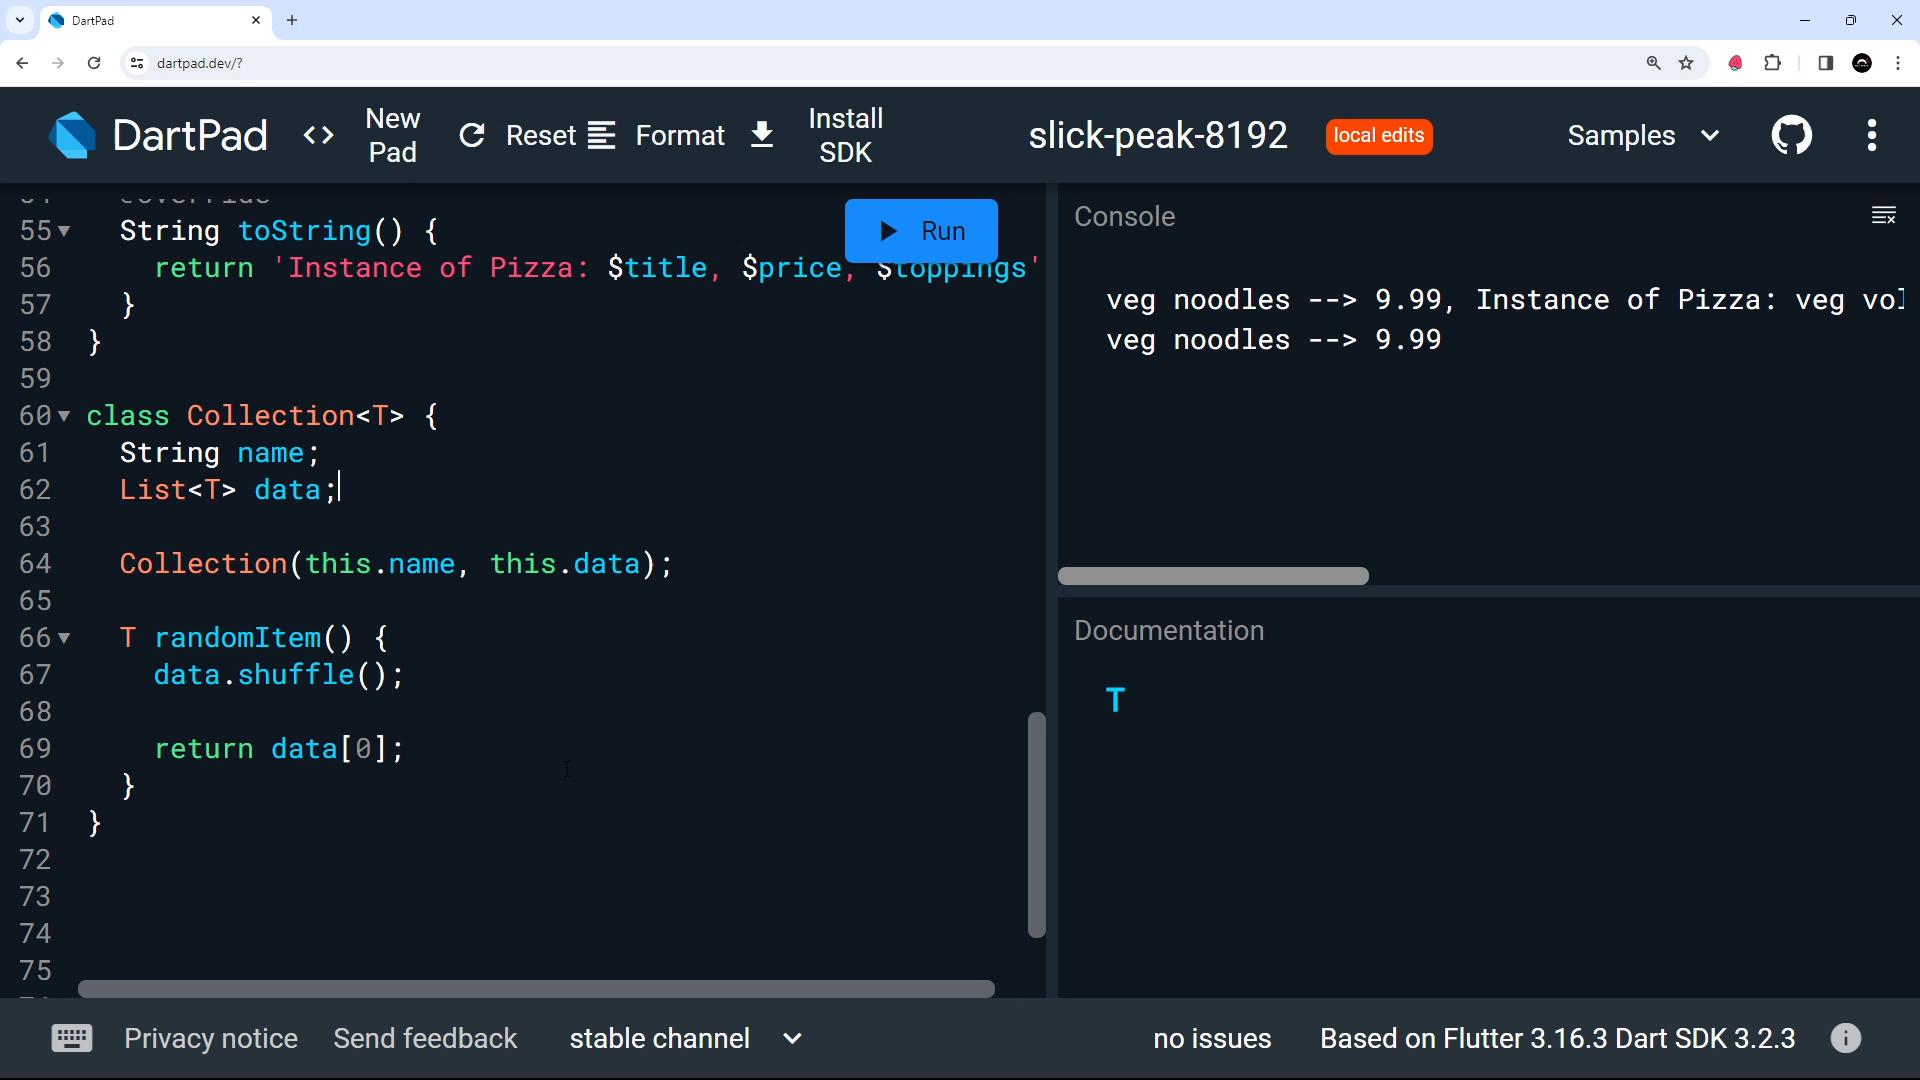 DartPad
dartpad.dev/?
DartPad
New Pad
Reset
Format
Install SDK
slick-peak-8192
local edits
Samples
55 String toString() {
Run
56 return 'Instance of Pizza: $title, $price, $toppings'
57 }
58 }
59
60 class Collection<T> {
61 String name;
62 List<T> data;
63
64 Collection(this.name, this.data);
65
66 T randomItem() {
67 data.shuffle();
68
69 return data[0];
70 }
71 }
72
73
74
75
Console
veg noodles --> 9.99, Instance of Pizza: veg vol
veg noodles --> 9.99
Documentation
T
Privacy notice
Send feedback
stable channel
no issues
Based on Flutter 3.16.3 Dart SDK 3.2.3